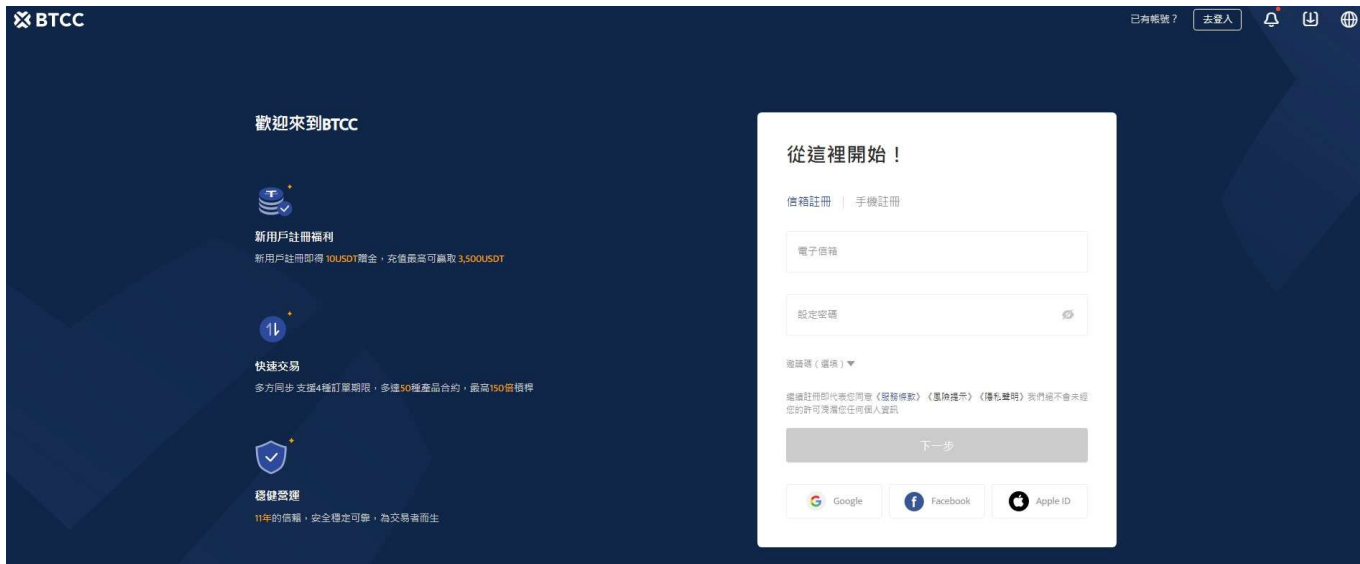 BTCC
已有帳號？ 去登入
歡迎來到BTCC
新用戶註冊福利
新用戶註冊即得 10USDT贈金，充值最高可贏取 3,500USDT
快速交易
多方同步 支援4種訂單期限，多達50種產品合約，最高150倍槓桿
穩健營運
11年的信賴，安全穩定可靠，為交易者而生
從這裡開始！
信箱註冊 | 手機註冊
電子信箱
設定密碼
邀請碼（選填）▼
繼續註冊即代表您同意《服務條款》《風險提示》《隱私聲明》我們絕不會未經
您的許可洩漏您任何個人資訊
下一步
Google
Facebook
Apple ID